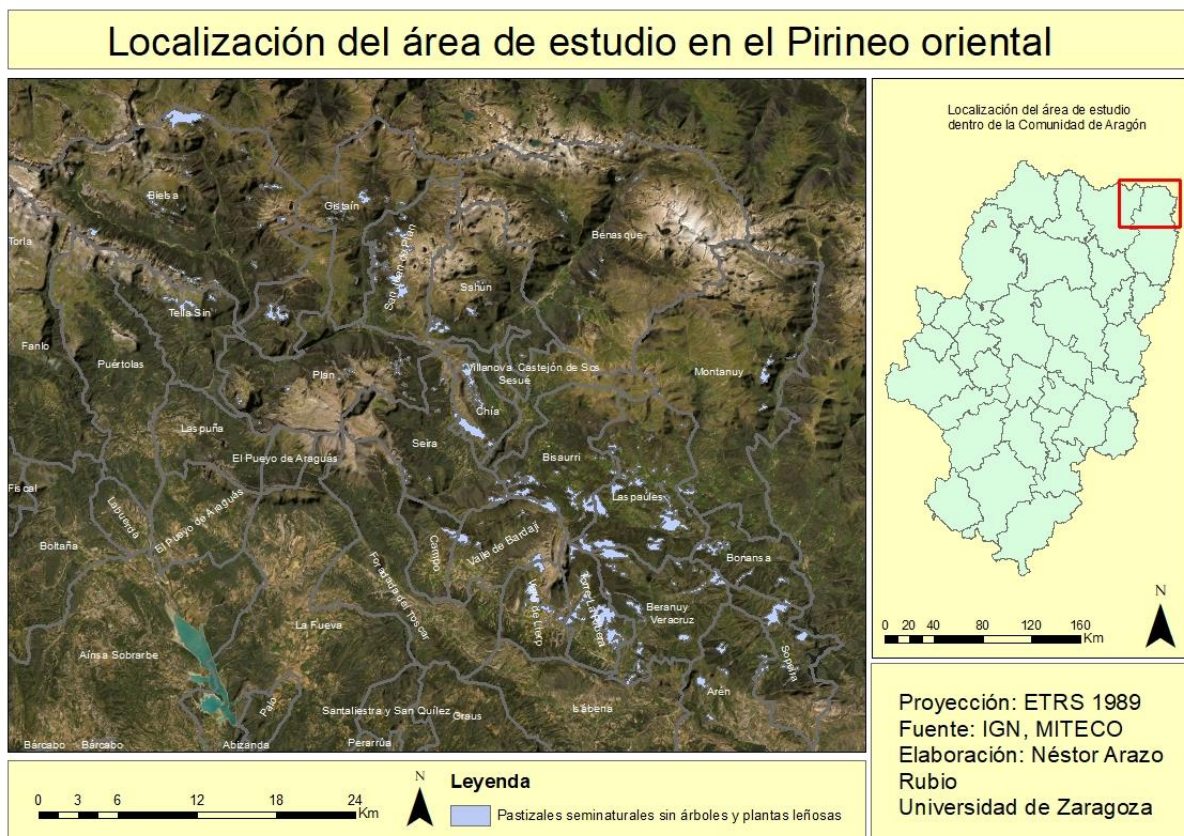 Localización del área de estudio en el Pirineo oriental
Bielsa
Gistaín
San Juan de Plan
Benasque
Torla
Sahún
Tella Sin
Fanlo
Puértolas
Plan
Villanova
Castejón de Sos
Sesué
Montanuy
Chía
Laspuña
El Pueyo de Araguás
Seira
Bisaurri
Fiscal
Labuerda
El Pueyo de Araguás
Laspaúles
Boltaña
Campo
Valle de Bardají
Bonansa
Foradada del Toscar
Valle de Lierp
Torre La Ribera
Beranuy
Veracruz
La Fueva
Aínsa Sobrarbe
Sopeira
Arén
Palo
Isábena
Santaliestra y San Quílez
Graus
Bárcabo
Bárcabo
Abizanda
Perarrúa
Localización del área de estudio
dentro de la Comunidad de Aragón
N
0 20 40 80 120 160
Km
0 3 6 12 18 24
Km
N
Leyenda
Pastizales seminaturales sin árboles y plantas leñosas
Proyección: ETRS 1989
Fuente: IGN, MITECO
Elaboración: Néstor Arazo
Rubio
Universidad de Zaragoza